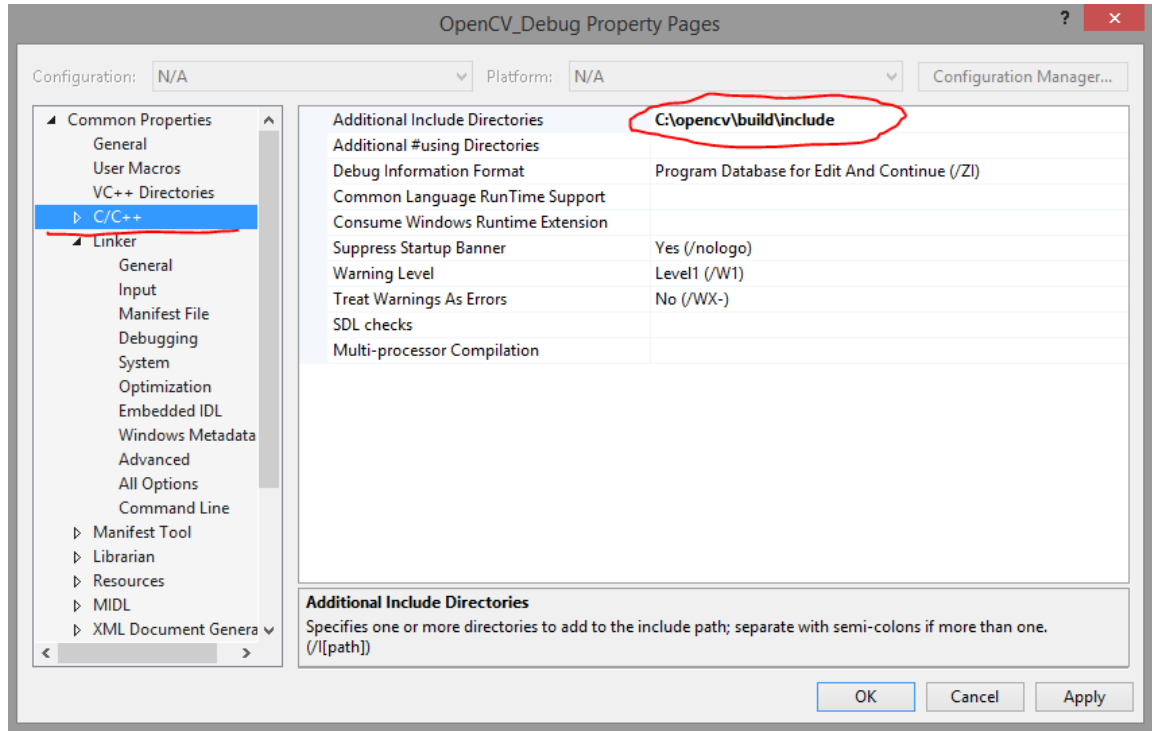 OpenCV_Debug Property Pages
?
×
Configuration: N/A
Platform: N/A
Configuration Manager...
Common Properties
General
User Macros
VC++ Directories
C/C++
Linker
General
Input
Manifest File
Debugging
System
Optimization
Embedded IDL
Windows Metadata
Advanced
All Options
Command Line
Manifest Tool
Librarian
Resources
MIDL
XML Document Genera
Additional Include Directories C:\opencv\build\include
Additional #using Directories
Debug Information Format Program Database for Edit And Continue (/ZI)
Common Language RunTime Support
Consume Windows Runtime Extension
Suppress Startup Banner Yes (/nologo)
Warning Level Level1 (/W1)
Treat Warnings As Errors No (/WX-)
SDL checks
Multi-processor Compilation
Additional Include Directories
Specifies one or more directories to add to the include path; separate with semi-colons if more than one.
(/I[path])
OK
Cancel
Apply